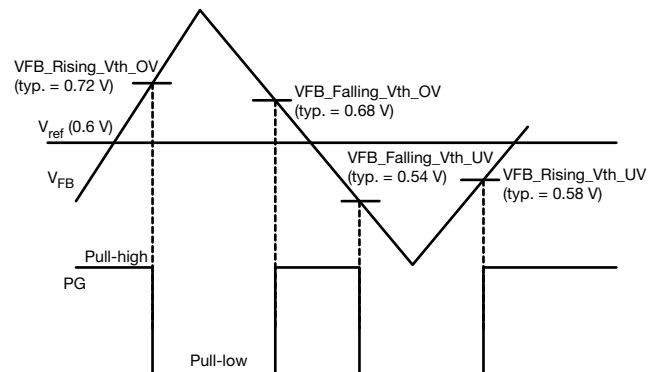 VFB_Rising_Vth_OV
(typ. = 0.72 V)
VFB_Falling_Vth_OV
(typ. = 0.68 V)
Vref (0.6 V)
VFB_Falling_Vth_UV
(typ. = 0.54 V)
VFB_Rising_Vth_UV
(typ. = 0.58 V)
VFB
Pull-high
PG
Pull-low